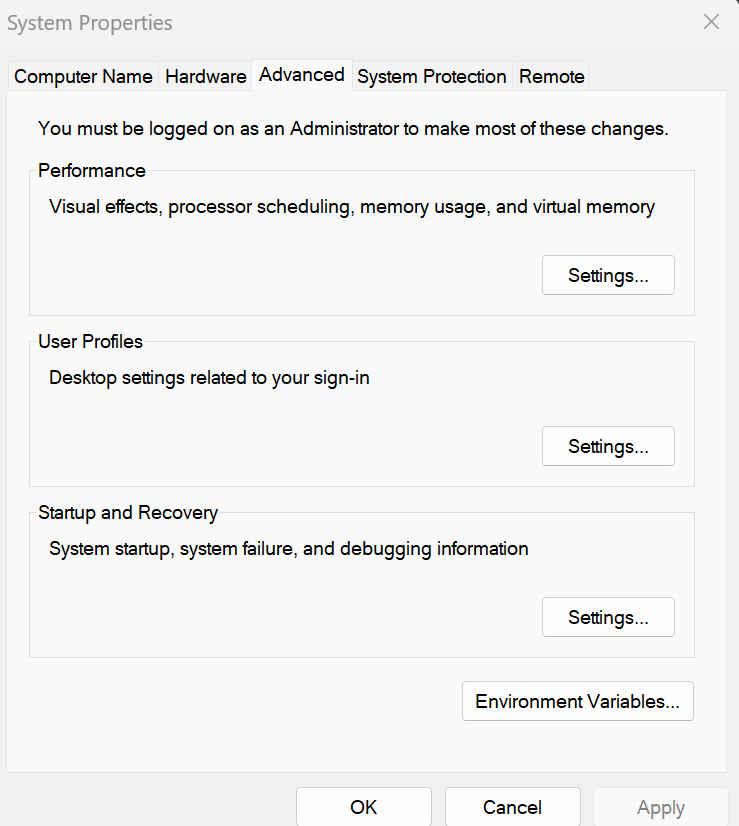 System Properties
Computer Name Hardware Advanced System Protection Remote
You must be logged on as an Administrator to make most of these changes.
Performance
Visual effects, processor scheduling, memory usage, and virtual memory
Settings...
User Profiles
Desktop settings related to your sign-in
Settings...
Startup and Recovery
System startup, system failure, and debugging information
Settings...
Environment Variables...
OK Cancel Apply